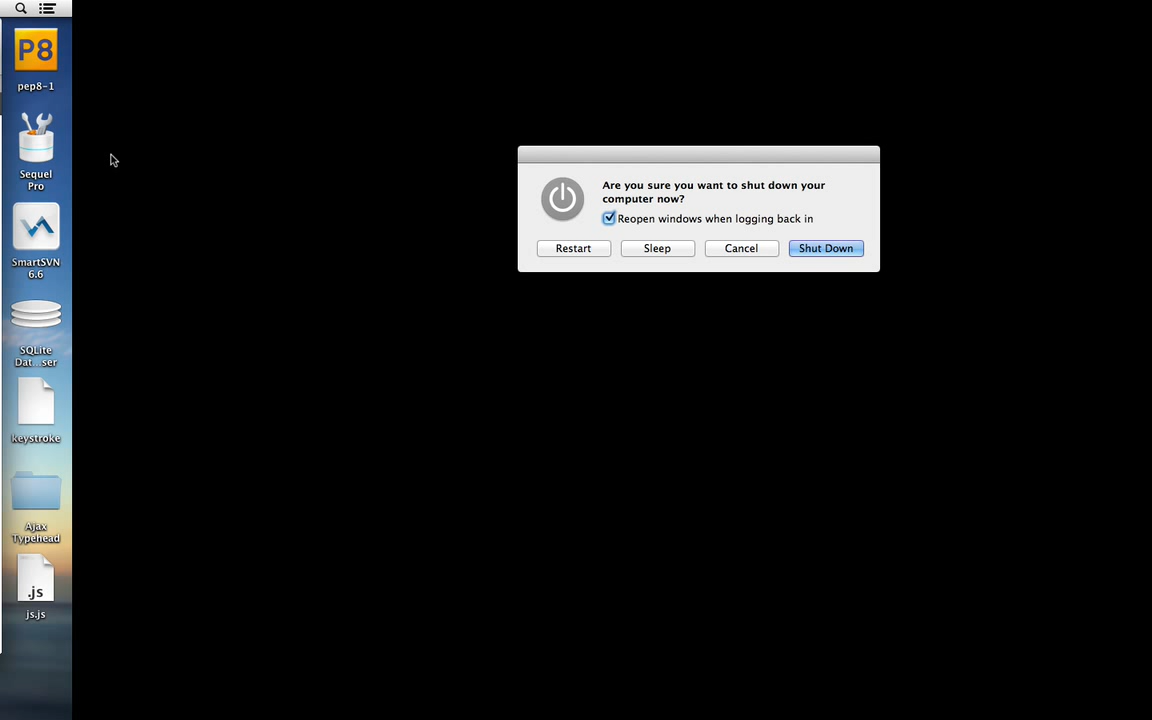 P8
pep8-1
Sequel
Pro
SmartSVN
6.6
SQLite
Dat...ser
keystroke
Ajax
Typehead
.js
js.js
Are you sure you want to shut down your
computer now?
Reopen windows when logging back in
Restart Sleep Cancel Shut Down